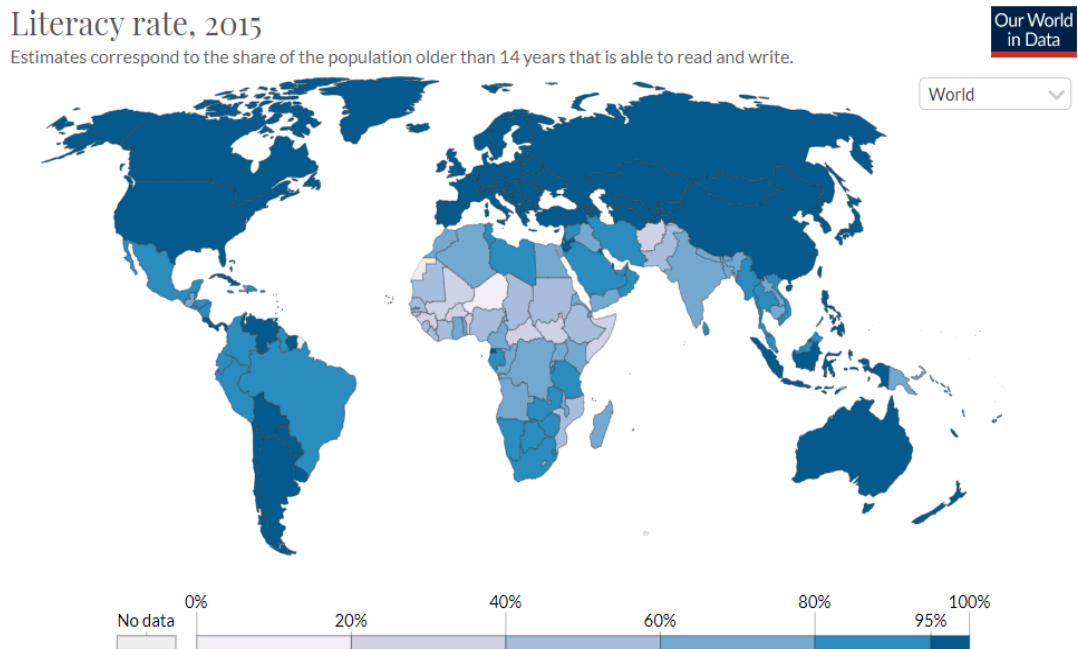 Literacy rate, 2015
Our World
in Data
Estimates correspond to the share of the population older than 14 years that is able to read and write.
World
0% 40% 80% 100%
No data 20% 60% 95%